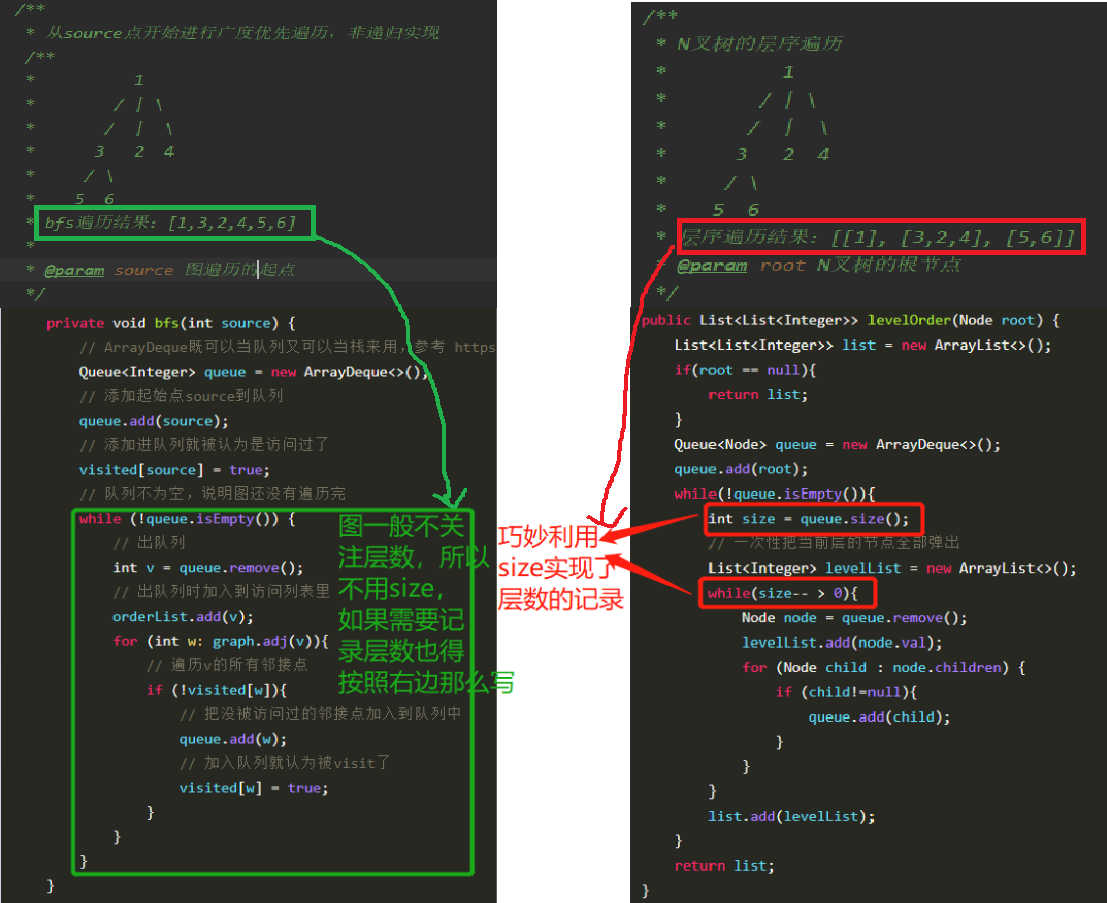 /**
* 从source点开始进行广度优先遍历，非递归实现
/**
* 1
* / | \
* / | \
* 3 2 4
* / \
* 5 6
* bfs遍历结果：[1,3,2,4,5,6]
*
* @param source 图遍历的起点
*/
private void bfs(int source) {
// ArrayDeque既可以当队列又可以当栈来用，参考 https
Queue<Integer> queue = new ArrayDeque<>();
// 添加起始点source到队列
queue.add(source);
// 添加进队列就被认为是访问过了
visited[source] = true;
// 队列不为空，说明图还没有遍历完
while (!queue.isEmpty()) {
// 出队列
int v = queue.remove();
// 出队列时加入到访问列表里
orderList.add(v);
for (int w: graph.adj(v)){
// 遍历v的所有邻接点
if (!visited[w]){
// 把没被访问过的邻接点加入到队列中
queue.add(w);
// 加入队列就认为被visit了
visited[w] = true;
}
}
}
}
图一般不关
注层数，所以
不用size，
如果需要记
录层数也得
按照右边那么写
巧妙利用
size实现了
层数的记录
/**
* N叉树的层序遍历
* 1
* / | \
* / | \
* 3 2 4
* / \
* 5 6
* 层序遍历结果：[[1], [3,2,4], [5,6]]
* @param root N叉树的根节点
*/
public List<List<Integer>> levelOrder(Node root) {
List<List<Integer>> list = new ArrayList<>();
if(root == null){
return list;
}
Queue<Node> queue = new ArrayDeque<>();
queue.add(root);
while(!queue.isEmpty()){
int size = queue.size();
// 一次性把当前层的节点全部弹出
List<Integer> levelList = new ArrayList<>();
while(size-- > 0){
Node node = queue.remove();
levelList.add(node.val);
for (Node child : node.children) {
if (child!=null){
queue.add(child);
}
}
}
list.add(levelList);
}
return list;
}